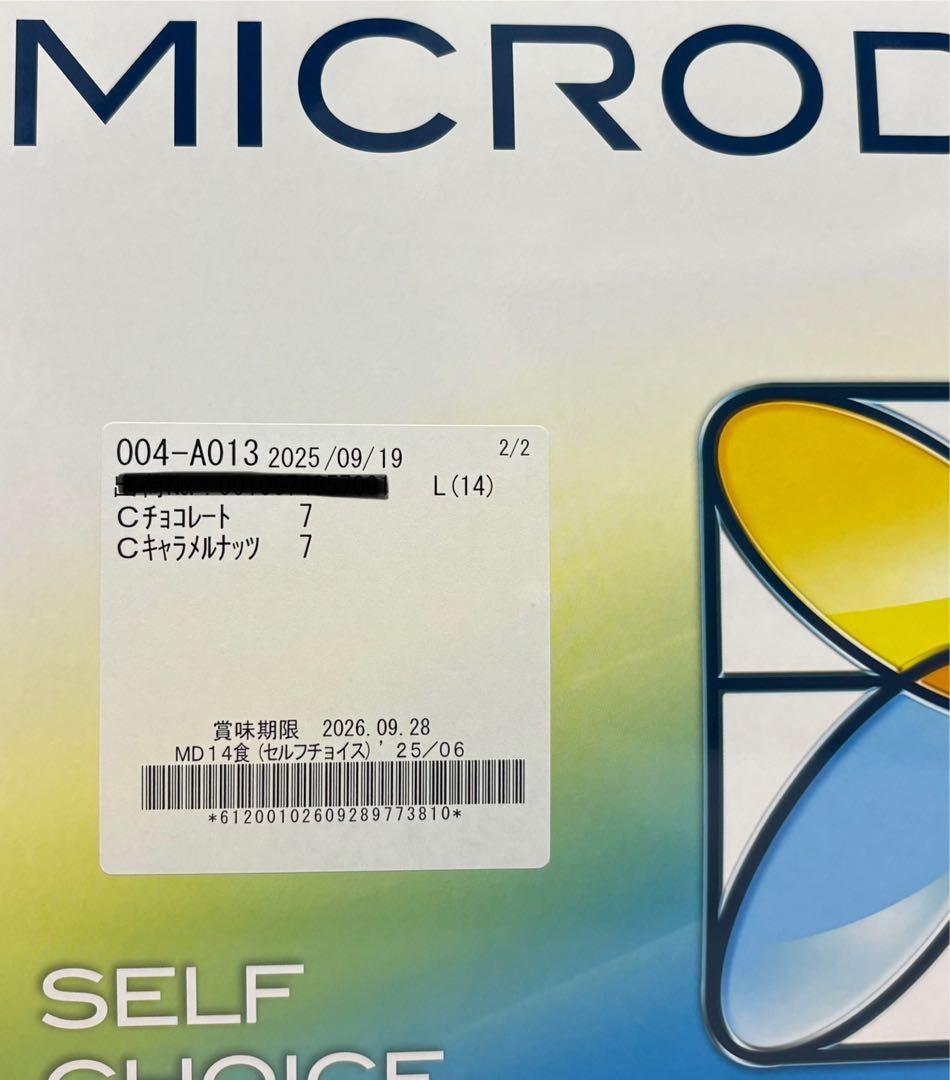 MICROD
004-A013 2025/09/19 2/2
L(14)
Cチョコレート 7
Cキャラメルナッツ 7
賞味期限 2026.09.28
MD14食(セルフチョイス)'25/06
*61200102609289773810*
SELF
CHOICE